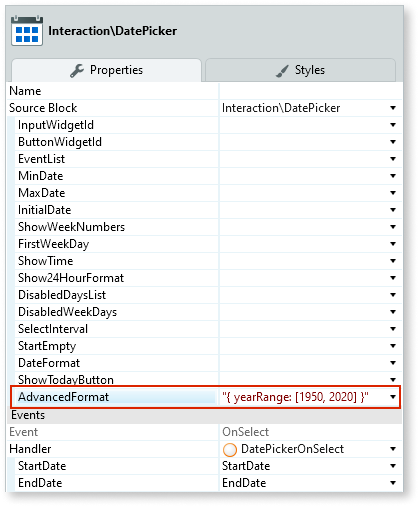 Interaction\DatePicker
Properties Styles
Name
Source Block Interaction\DatePicker
InputWidgetId
ButtonWidgetId
EventList
MinDate
MaxDate
InitialDate
ShowWeekNumbers
FirstWeekDay
ShowTime
Show24HourFormat
DisabledDaysList
DisabledWeekDays
SelectInterval
StartEmpty
DateFormat
ShowTodayButton
AdvancedFormat "{ yearRange: [1950, 2020] }"
Events
Event OnSelect
Handler DatePickerOnSelect
StartDate StartDate
EndDate EndDate